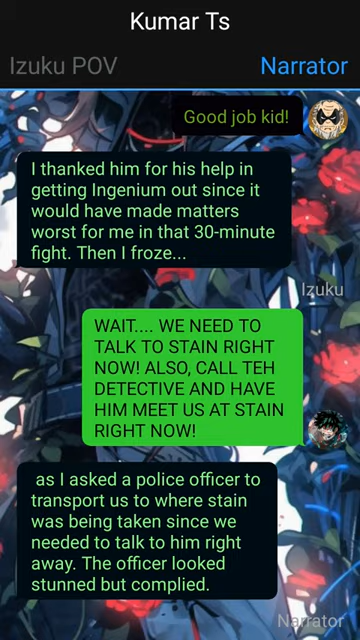 Kumar Ts
Izuku POV
Narrator
Good job kid!
I thanked him for his help in
getting Ingenium out since it
would have made matters
worst for me in that 30-minute
fight. Then I froze...
Izuku
WAIT.... WE NEED TO
TALK TO STAIN RIGHT
NOW! ALSO, CALL TEH
DETECTIVE AND HAVE
HIM MEET US AT STAIN
RIGHT NOW!
as I asked a police officer to
transport us to where stain
was being taken since we
needed to talk to him right
away. The officer looked
stunned but complied.
Narrator